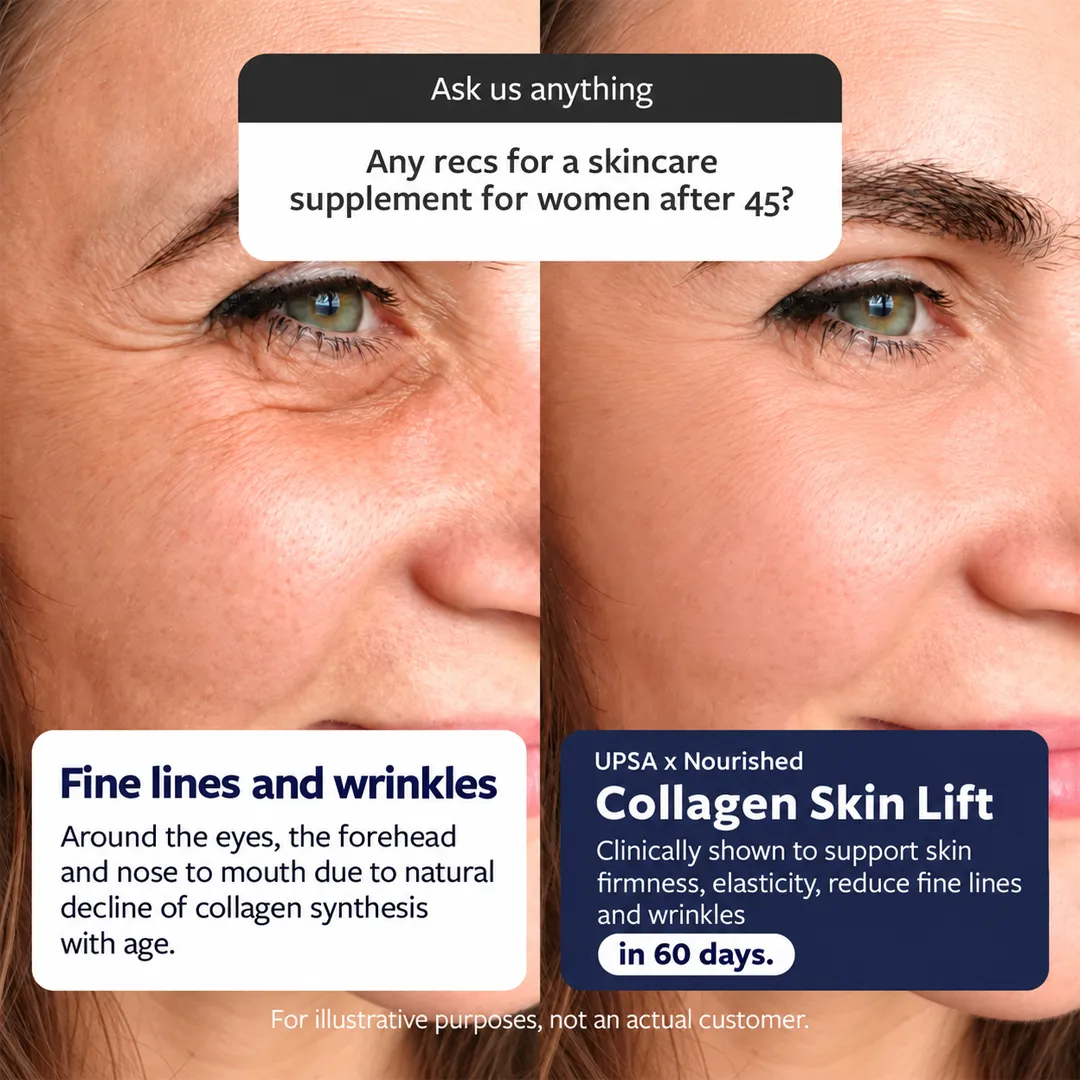 Ask us anything
Any recs for a skincare
supplement for women after 45?
Fine lines and wrinkles
Around the eyes, the forehead
and nose to mouth due to natural
decline of collagen synthesis
with age.
UPSA x Nourished
Collagen Skin Lift
Clinically shown to support skin
firmness, elasticity, reduce fine lines
and wrinkles
in 60 days.
For illustrative purposes, not an actual customer.